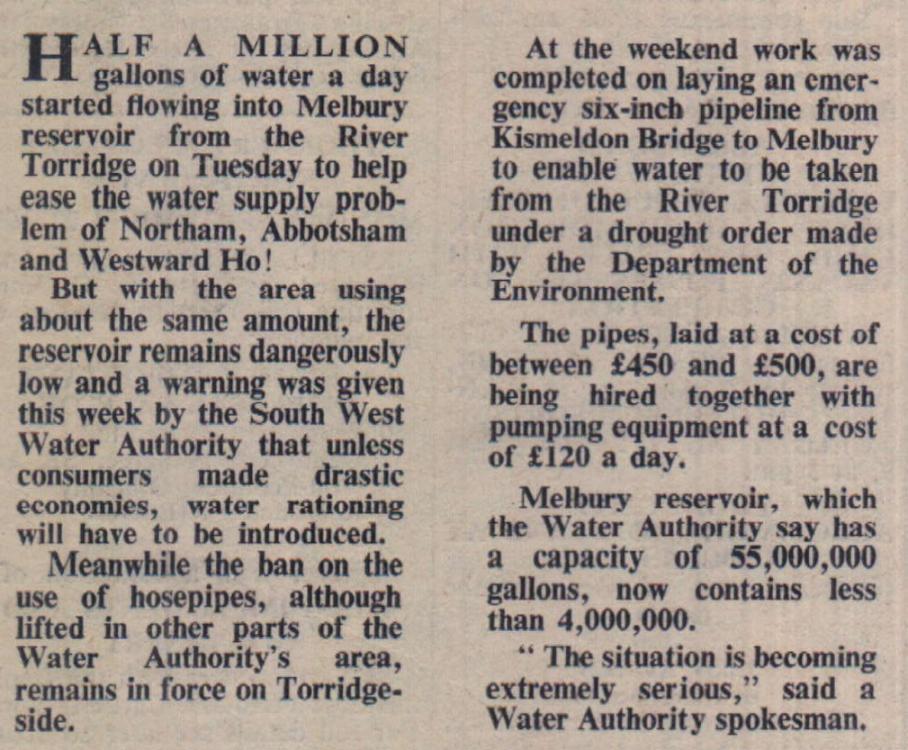 HALF A MILLION
gallons of water a day
started flowing into Melbury
reservoir from the River
Torridge on Tuesday to help
ease the water supply prob-
lem of Northam, Abbotsham
and Westward Ho!
But with the area using
about the same amount, the
reservoir remains dangerously
low and a warning was given
this week by the South West
Water Authority that unless
consumers made drastic
economies, water rationing
will have to be introduced.
Meanwhile the ban on the
use of hosepipes, although
lifted in other parts of the
Water Authority's area,
remains in force on Torridge-
side.
At the weekend work was
completed on laying an emer-
gency six-inch pipeline from
Kismeldon Bridge to Melbury
to enable water to be taken
from the River Torridge
under a drought order made
by the Department of the
Environment.
The pipes, laid at a cost of
between £450 and £500, are
being hired together with
pumping equipment at a cost
of £120 a day.
Melbury reservoir, which
the Water Authority say has
a capacity of 55,000,000
gallons, now contains less
than 4,000,000.
" The situation is becoming
extremely serious," said a
Water Authority spokesman.